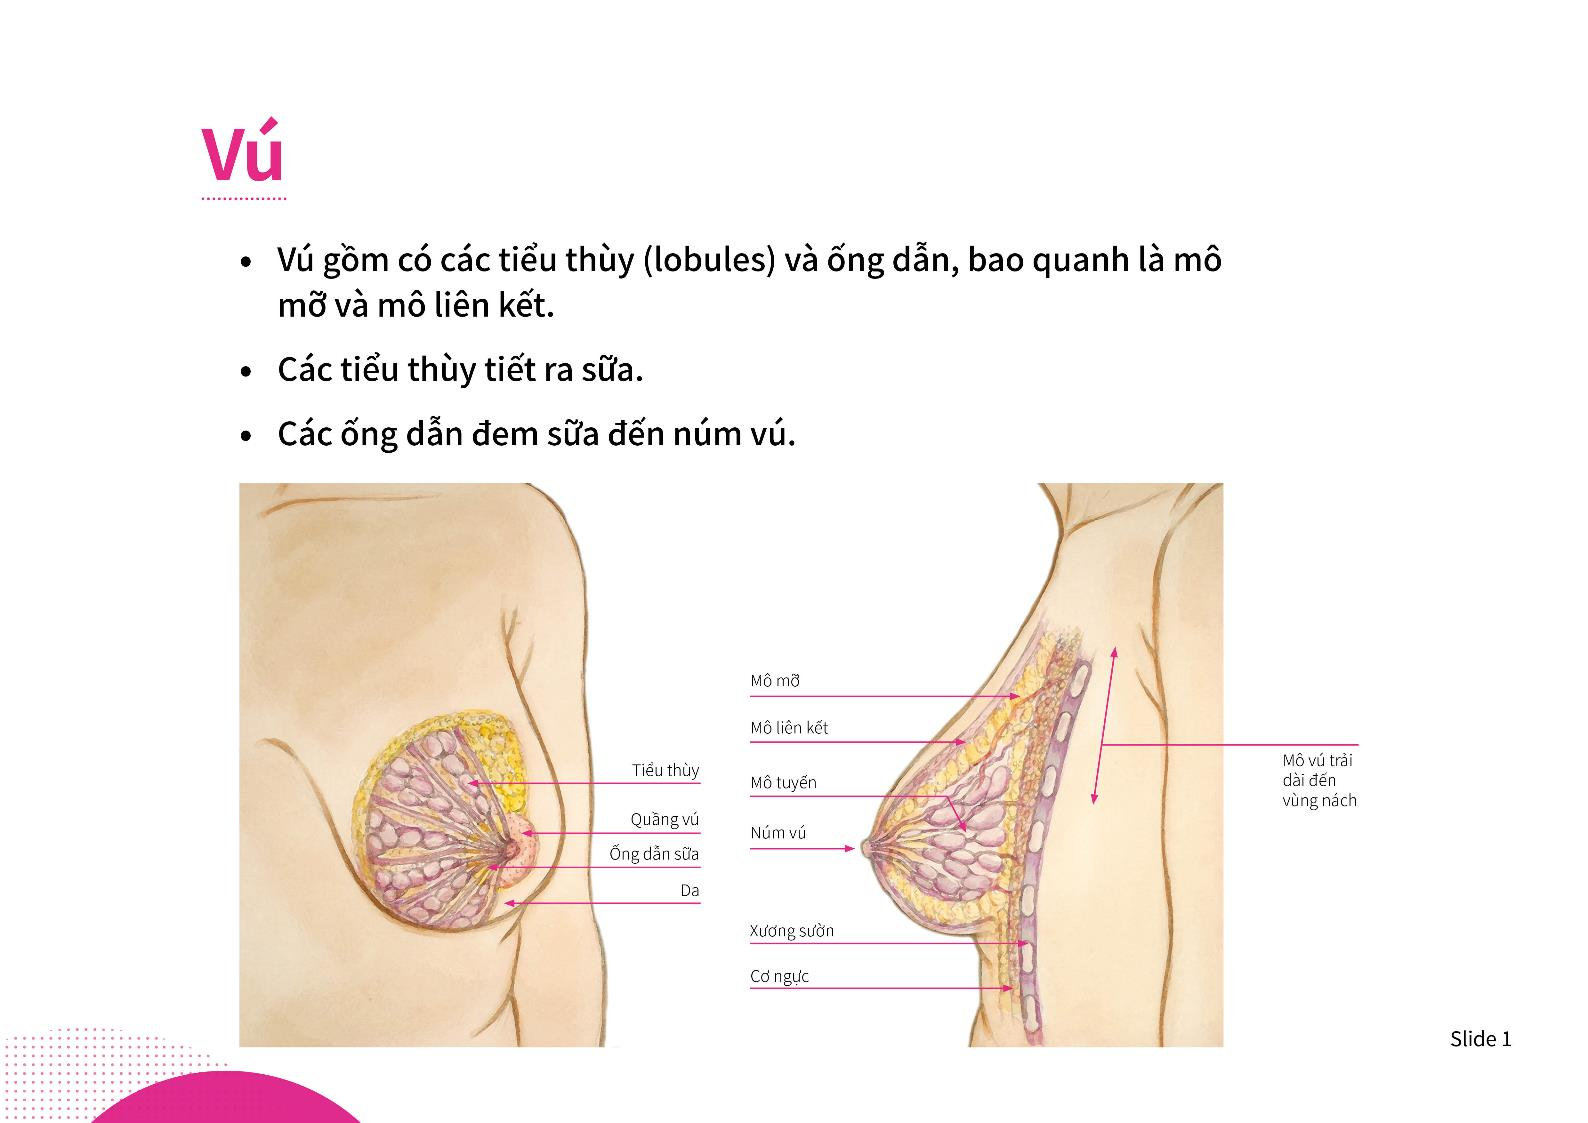 Vú
• Vú gồm có các tiểu thùy (lobules) và ống dẫn, bao quanh là mô
mỡ và mô liên kết.
• Các tiểu thùy tiết ra sữa.
• Các ống dẫn đem sữa đến núm vú.
Tiểu thùy
Quầng vú
Ống dẫn sữa
Da
Mô mỡ
Mô liên kết
Mô tuyến
Núm vú
Xương sườn
Cơ ngực
Mô vú trải
dài đến
vùng nách
Slide 1